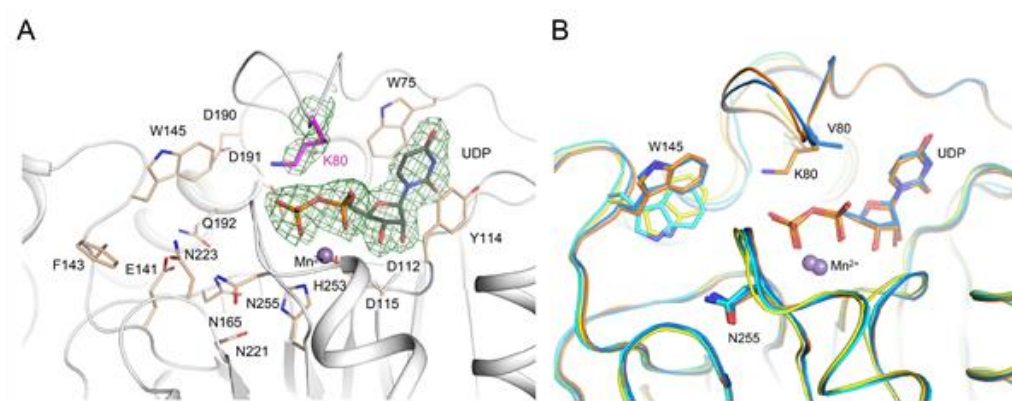 A
B
W75
D190
V80
W145
D191
K80
UDP
W145
UDP
K80
Q192
Y114
F143
N223
Mn²⁺
D112
E141
H253
Mn²⁺
D115
N255
N165
N255
N221